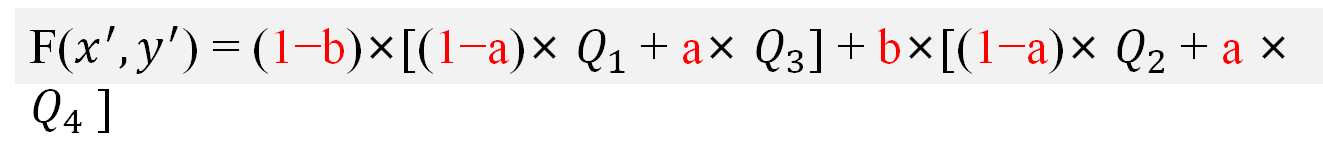 F(x′, y′) = (1−b)×[(1−a)× Q₁ + a× Q₃] + b×[(1−a)× Q₂ + a ×
Q₄ ]